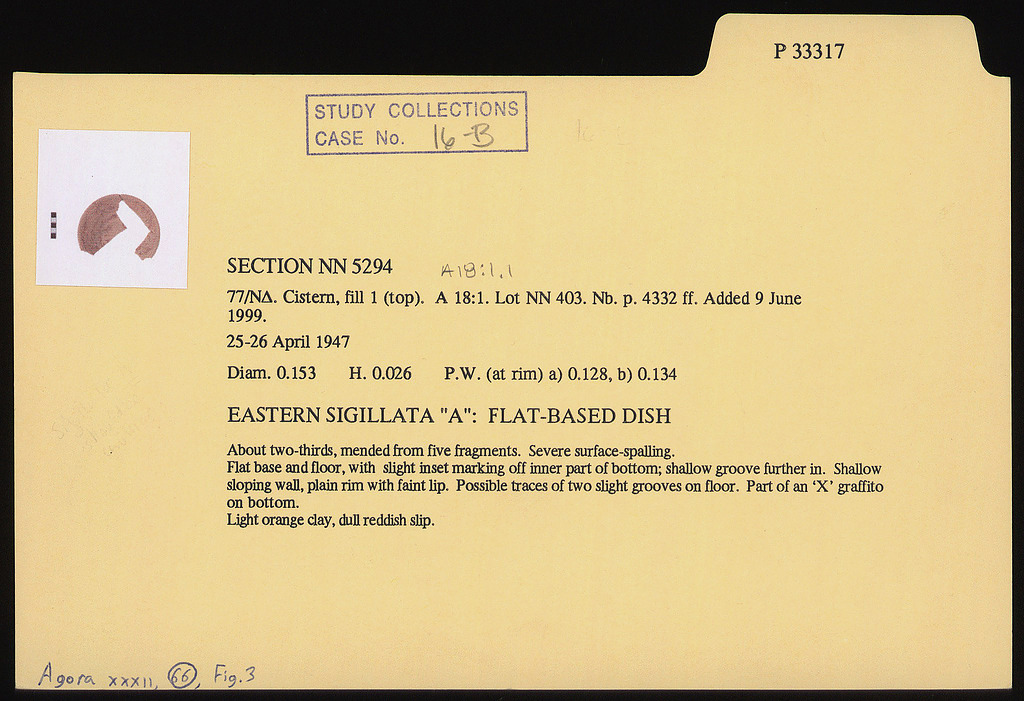 P 33317
STUDY COLLECTIONS
CASE No. 16-B
SECTION NN 5294 A18:1.1
77/ΝΔ. Cistern, fill 1 (top). A 18:1. Lot NN 403. Nb. p. 4332 ff. Added 9 June
1999.
25-26 April 1947
Diam. 0.153 H. 0.026 P.W. (at rim) a) 0.128, b) 0.134
EASTERN SIGILLATA "A": FLAT-BASED DISH
About two-thirds, mended from five fragments. Severe surface-spalling.
Flat base and floor, with slight inset marking off inner part of bottom; shallow groove further in. Shallow
sloping wall, plain rim with faint lip. Possible traces of two slight grooves on floor. Part of an ‘X’ graffito
on bottom.
Light orange clay, dull reddish slip.
Agora XXXII, 66, Fig.3